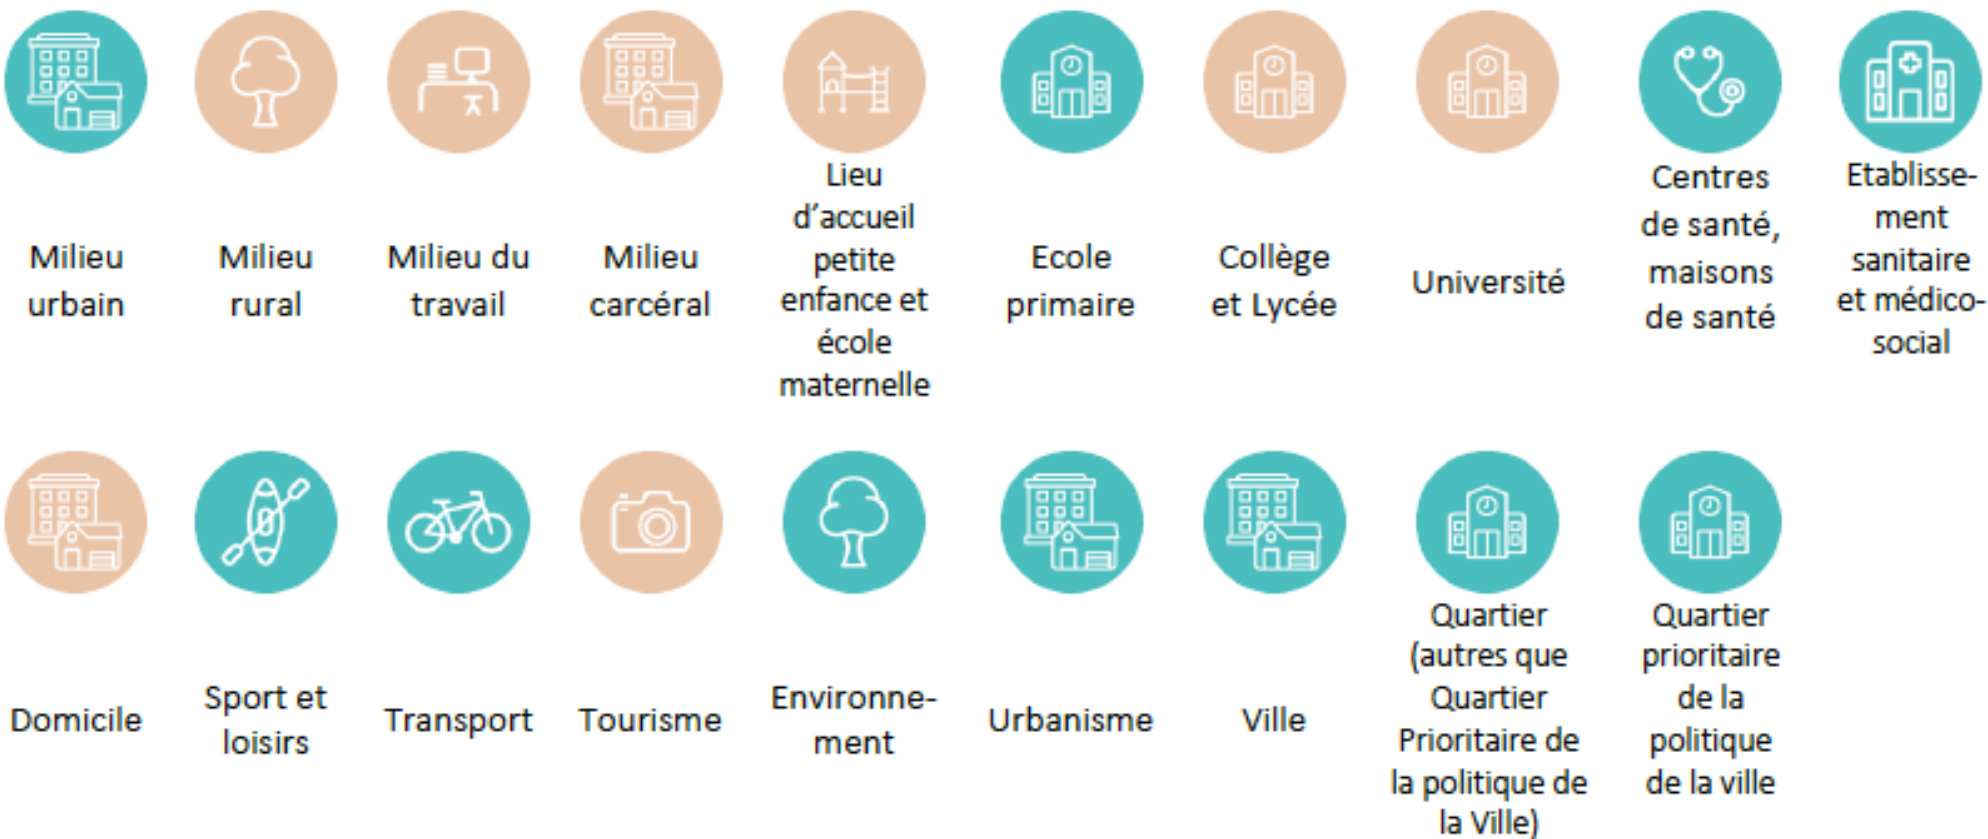 Milieu
urbain
Milieu
rural
Milieu du
travail
Milieu
carcéral
Lieu
d’accueil
petite
enfance et
école
maternelle
Ecole
primaire
Collège
et Lycée
Université
Centres
de santé,
maisons
de santé
Etablisse-
ment
sanitaire
et médico-
social
Domicile
Sport et
loisirs
Transport
Tourisme
Environne-
ment
Urbanisme
Ville
Quartier
(autres que
Quartier
Prioritaire de
la politique de
la Ville)
Quartier
prioritaire
de la
politique
de la ville